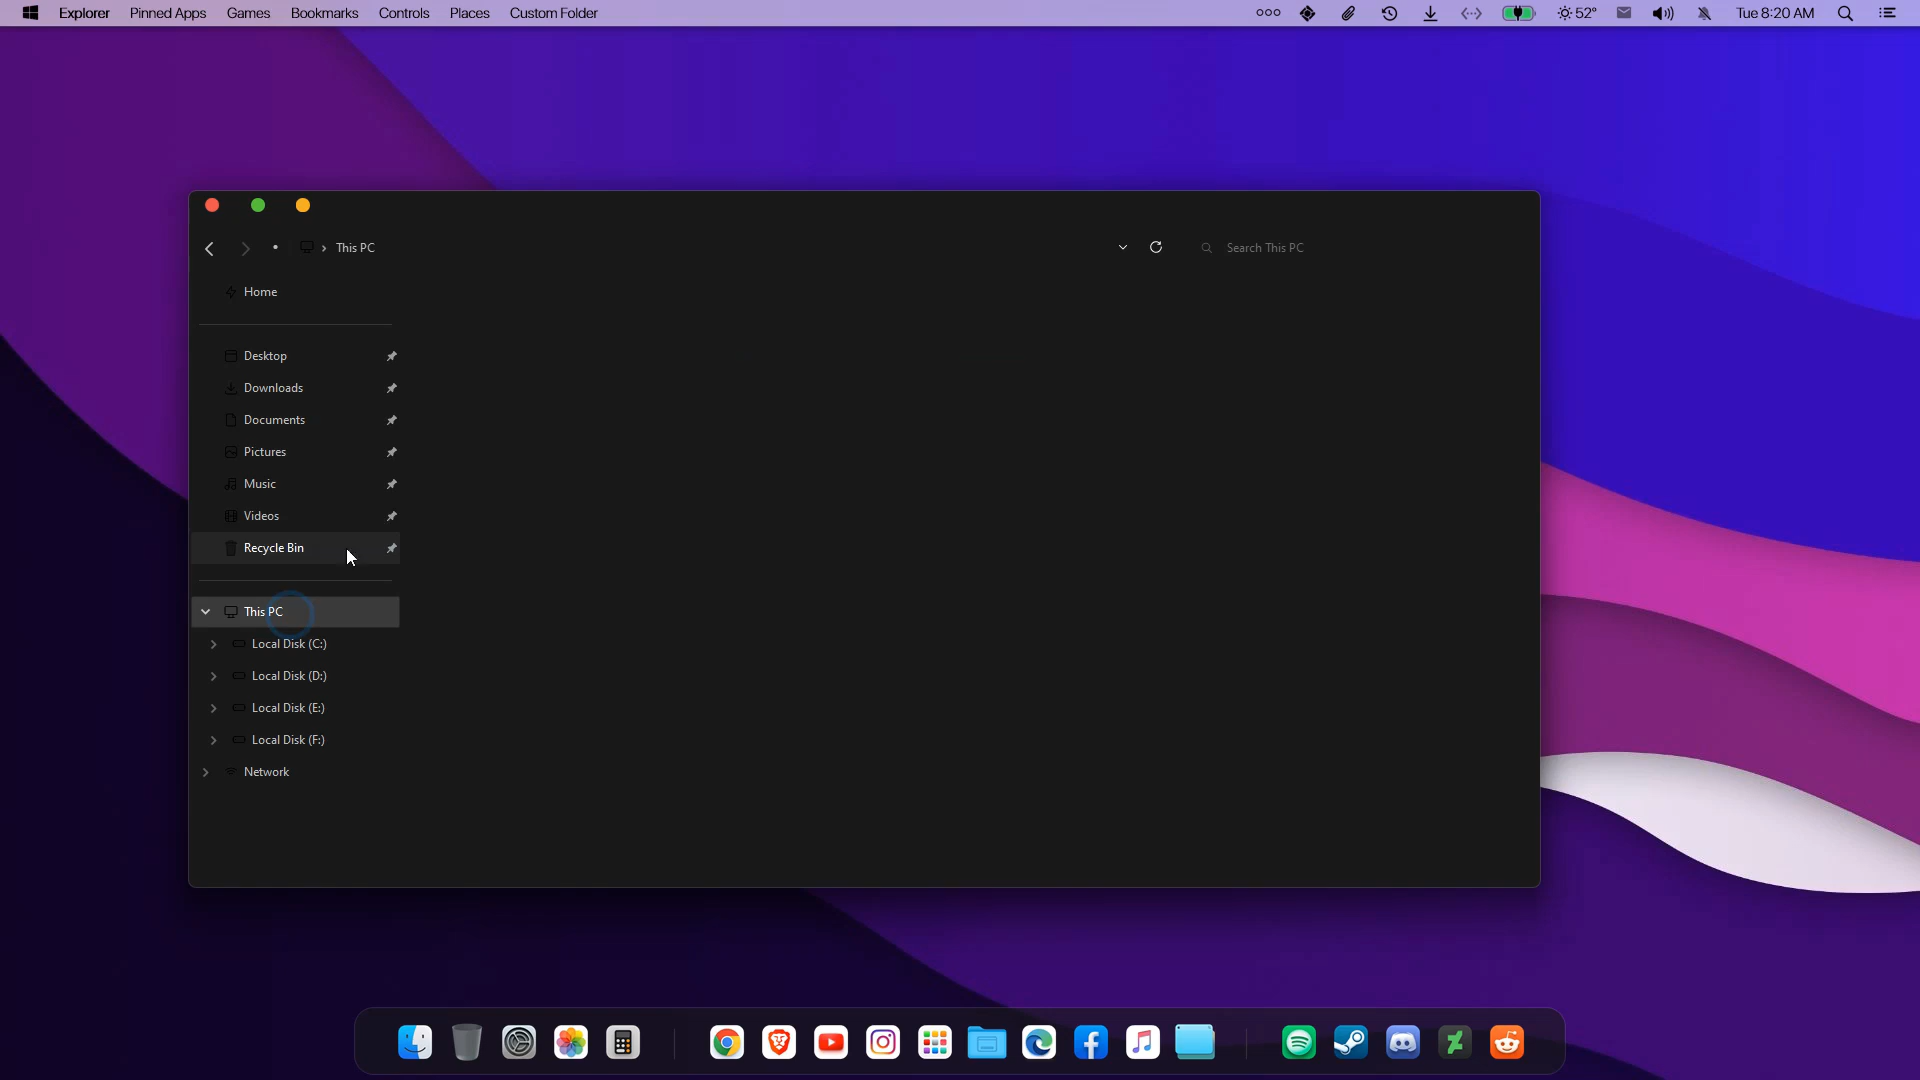 Explorer Pinned Apps Games Bookmarks Controls Places Custom Folder 52° Tue 8:20 AM
This PC
Search This PC
Home
Desktop
Downloads
Documents
Pictures
Music
Videos
Recycle Bin
This PC
Local Disk (C:)
Local Disk (D:)
Local Disk (E:)
Local Disk (F:)
Network